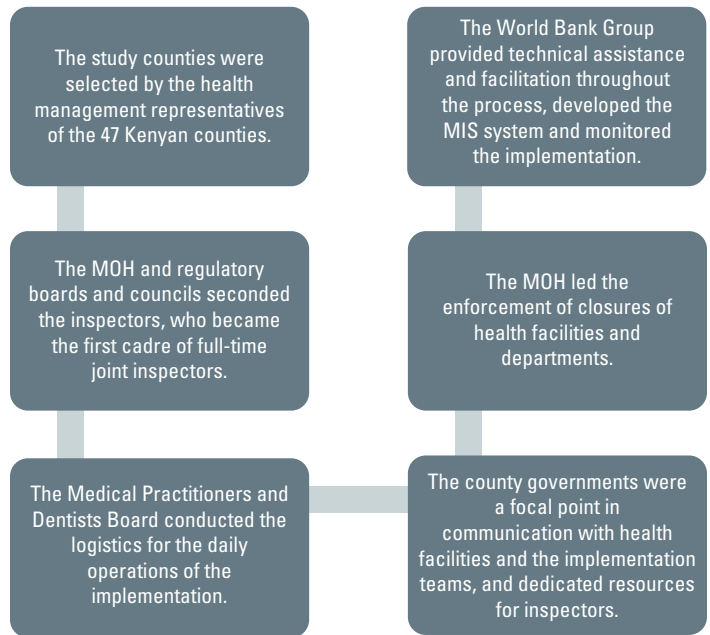 The study counties were
selected by the health
management representatives
of the 47 Kenyan counties.
The MOH and regulatory
boards and councils seconded
the inspectors, who became
the first cadre of full-time
joint inspectors.
The Medical Practitioners and
Dentists Board conducted the
logistics for the daily
operations of the
implementation.
The county governments were
a focal point in
communication with health
facilities and the implementation
teams, and dedicated resources
for inspectors.
The MOH led the
enforcement of closures of
health facilities and
departments.
The World Bank Group
provided technical assistance
and facilitation throughout
the process, developed the
MIS system and monitored
the implementation.